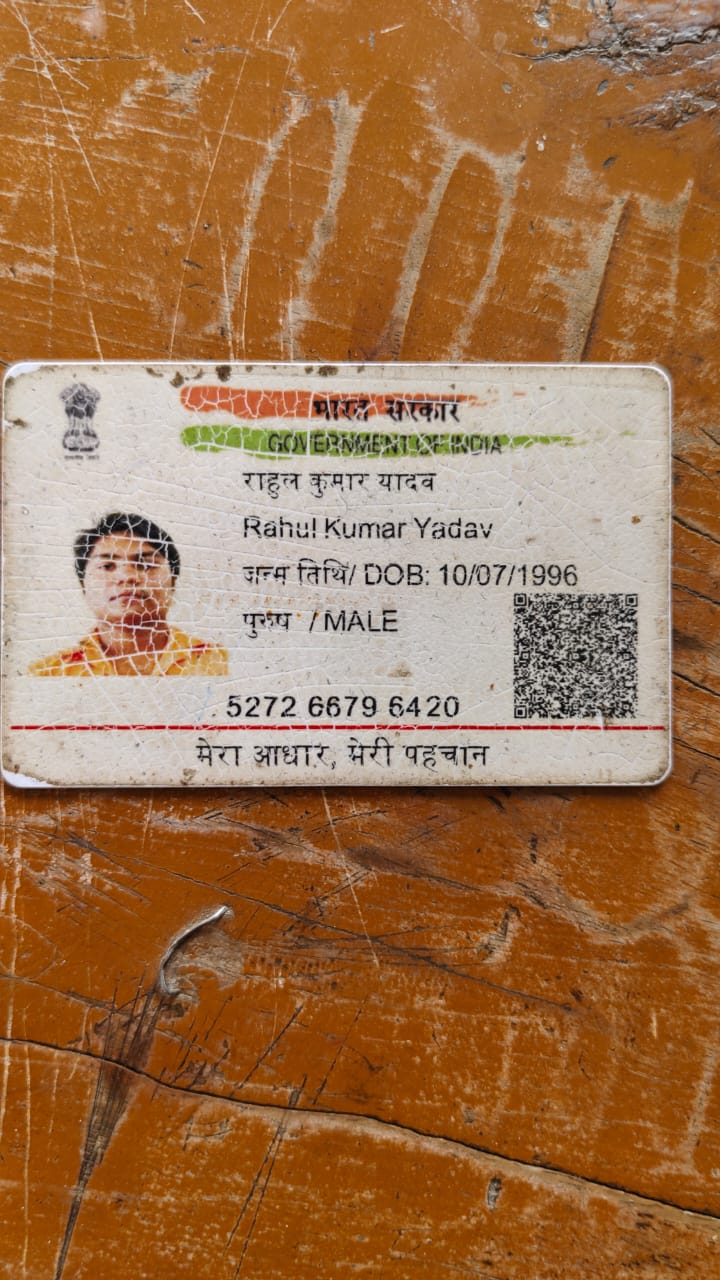 भारत सरकार
GOVERNMENT OF INDIA
राहुल कुमार यादव
Rahul Kumar Yadav
जन्म तिथि/ DOB: 10/07/1996
पुरुष / MALE
5272 6679 6420
मेरा आधार, मेरी पहचान